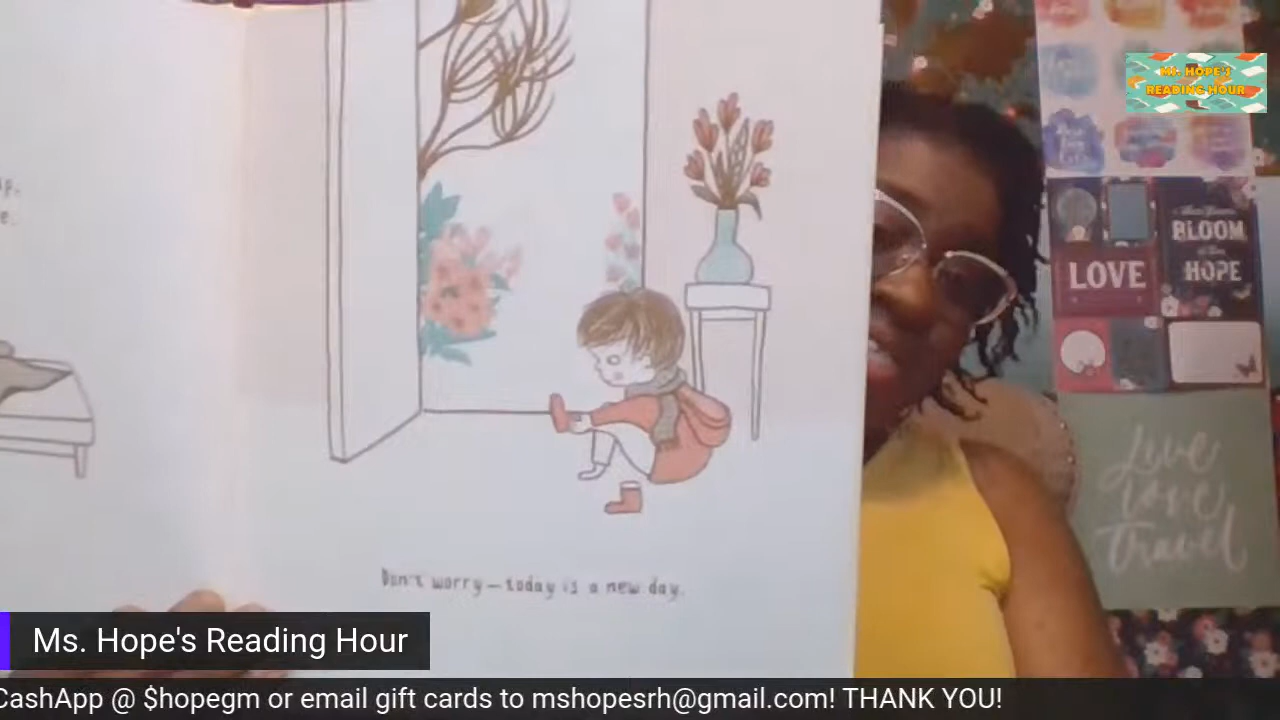 Don't worry — today is a new day.
MS. HOPE'S
READING HOUR
BLOOM
HOPE
LOVE
Live
Love
Travel
Ms. Hope's Reading Hour
CashApp @ $hopegm or email gift cards to mshopesrh@gmail.com! THANK YOU!